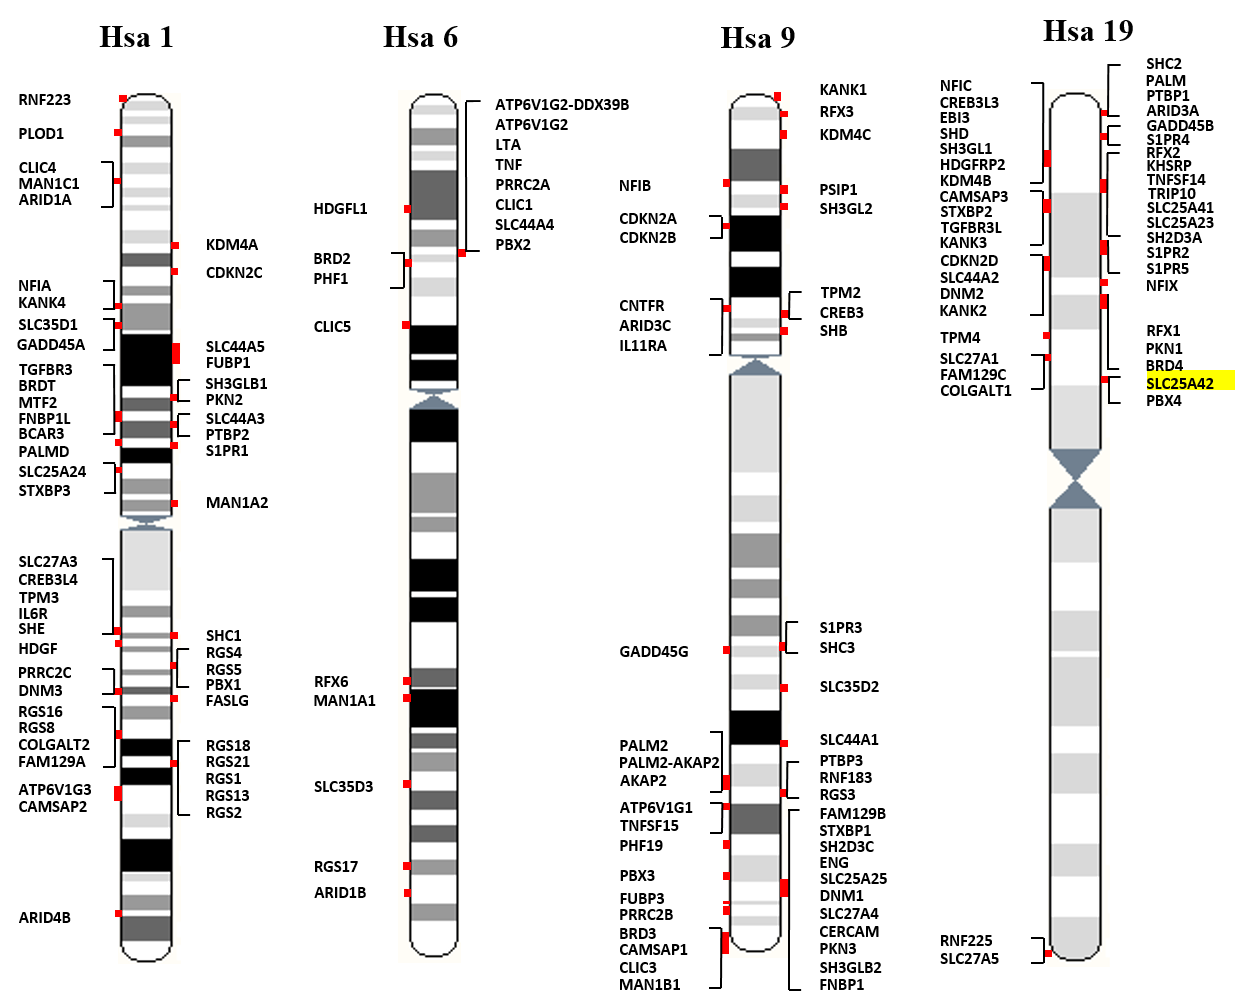 Hsa 1
RNF223
PLOD1
CLIC4
MAN1C1
ARID1A
KDM4A
CDKN2C
NFIA
KANK4
SLC35D1
GADD45A
SLC44A5
FUBP1
TGFBR3
BRDT
MTF2
FNBP1L
BCAR3
PALMD
SH3GLB1
PKN2
SLC44A3
PTBP2
S1PR1
SLC25A24
STXBP3
MAN1A2
SLC27A3
CREB3L4
TPM3
IL6R
SHE
HDGF
SHC1
RGS4
RGS5
PBX1
FASLG
PRRC2C
DNM3
RGS16
RGS8
COLGALT2
FAM129A
RGS18
RGS21
RGS1
RGS13
RGS2
ATP6V1G3
CAMSAP2
ARID4B
Hsa 6
ATP6V1G2-DDX39B
ATP6V1G2
LTA
TNF
PRRC2A
CLIC1
SLC44A4
PBX2
HDGFL1
BRD2
PHF1
CLIC5
RFX6
MAN1A1
SLC35D3
RGS17
ARID1B
Hsa 9
KANK1
RFX3
KDM4C
NFIB
PSIP1
SH3GL2
CDKN2A
CDKN2B
CNTFR
ARID3C
IL11RA
TPM2
CREB3
SHB
GADD45G
S1PR3
SHC3
SLC35D2
SLC44A1
PALM2
PALM2-AKAP2
AKAP2
PTBP3
RNF183
RGS3
ATP6V1G1
TNFSF15
PHF19
PBX3
FUBP3
PRRC2B
BRD3
CAMSAP1
CLIC3
MAN1B1
FAM129B
STXBP1
SH2D3C
ENG
SLC25A25
DNM1
SLC27A4
CERCAM
PKN3
SH3GLB2
FNBP1
Hsa 19
NFIC
CREB3L3
EBI3
SHD
SH3GL1
HDGFRP2
KDM4B
CAMSAP3
STXBP2
TGFBR3L
KANK3
CDKN2D
SLC44A2
DNM2
KANK2
TPM4
SLC27A1
FAM129C
COLGALT1
SHC2
PALM
PTBP1
ARID3A
GADD45B
S1PR4
RFX2
KHSRP
TNFSF14
TRIP10
SLC25A41
SLC25A23
SH2D3A
S1PR2
S1PR5
NFIX
RFX1
PKN1
BRD4
SLC25A42
PBX4
RNF225
SLC27A5